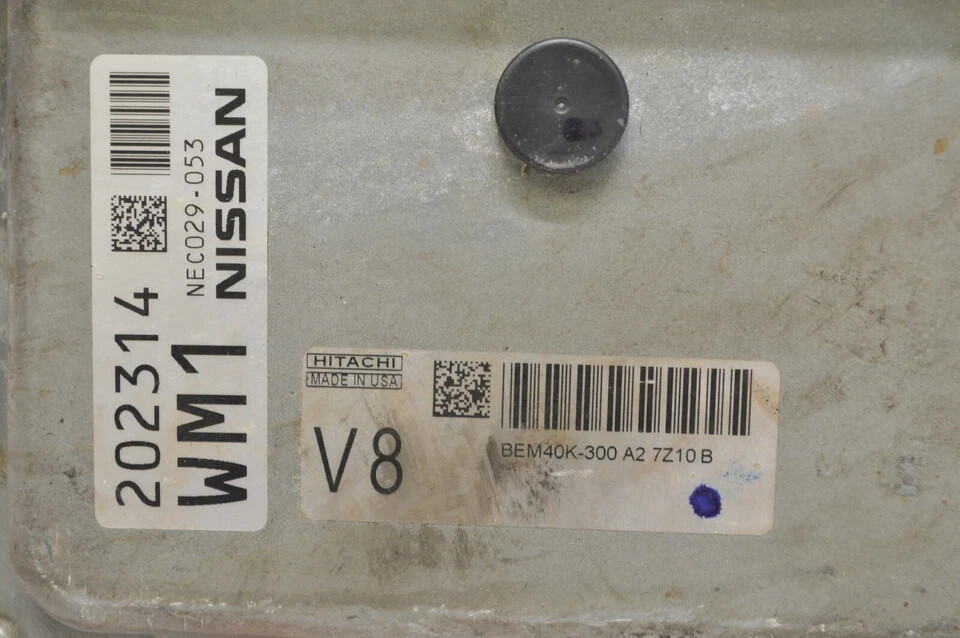 202314
WM1
NEC029-053
NISSAN
HITACHI
MADE IN USA
V8
BEM40K-300 A2 7Z10 B